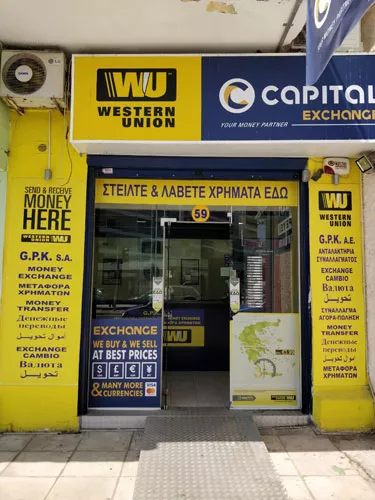 LG
WU
WESTERN
UNION
CAPITAL
EXCHANGE
YOUR MONEY PARTNER
ΣΤΕΙΛΤΕ & ΛΑΒΕΤΕ ΧΡΗΜΑΤΑ ΕΔΩ
59
SEND & RECEIVE
MONEY
HERE
WESTERN UNION WU
G.P.K. S.A.
MONEY
EXCHANGE
ΜΕΤΑΦΟΡΑ
ΧΡΗΜΑΤΩΝ
MONEY
TRANSFER
Денежные
переводы
اموال تحويل
EXCHANGE
CAMBIO
Валюта
تحويل
EXCHANGE
WE BUY & WE SELL
AT BEST PRICES
$ £ € ¥
& MANY MORE
CURRENCIES
WU
WU
WESTERN
UNION
G.P.K. A.E.
ΑΝΤΑΛΛΑΚΤΗΡΙΑ
ΣΥΝΑΛΛΑΓΜΑΤΟΣ
EXCHANGE
CAMBIO
Валюта
تحويل
ΣΥΝΑΛΛΑΓΜΑ
ΑΓΟΡΑ-ΠΩΛΗΣΗ
MONEY
TRANSFER
Денежные
переводы
اموال تحويل
ΜΕΤΑΦΟΡΑ
ΧΡΗΜΑΤΩΝ